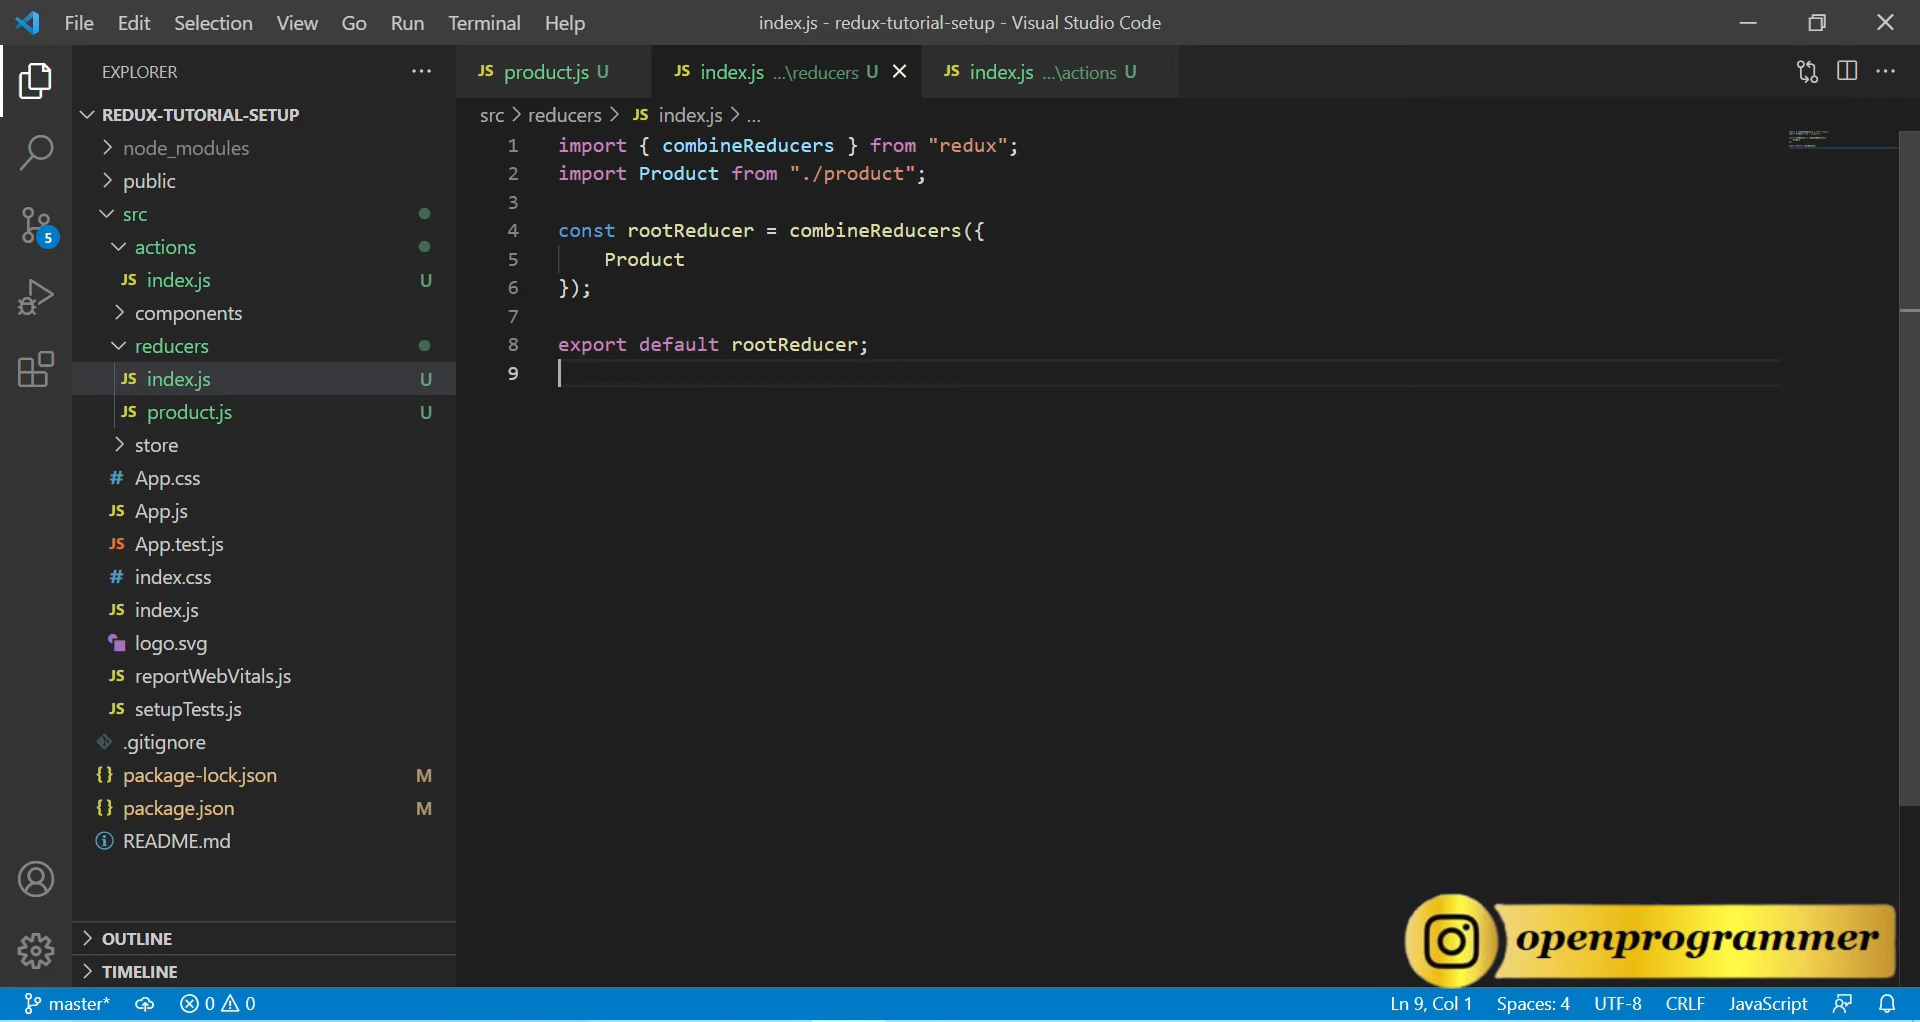 File Edit Selection View Go Run Terminal Help
index.js - redux-tutorial-setup - Visual Studio Code
EXPLORER
REDUX-TUTORIAL-SETUP
node_modules
public
src
actions
JS index.js U
components
reducers
JS index.js U
JS product.js U
store
# App.css
JS App.js
JS App.test.js
# index.css
JS index.js
logo.svg
JS reportWebVitals.js
JS setupTests.js
.gitignore
{} package-lock.json M
{} package.json M
README.md
OUTLINE
TIMELINE
5
JS product.js U JS index.js ...\reducers U JS index.js ...\actions U
src > reducers > JS index.js > ...
1 import { combineReducers } from "redux";
2 import Product from "./product";
3
4 const rootReducer = combineReducers({
5 Product
6 });
7
8 export default rootReducer;
9
openprogrammer
master* 0 0 Ln 9, Col 1 Spaces: 4 UTF-8 CRLF JavaScript